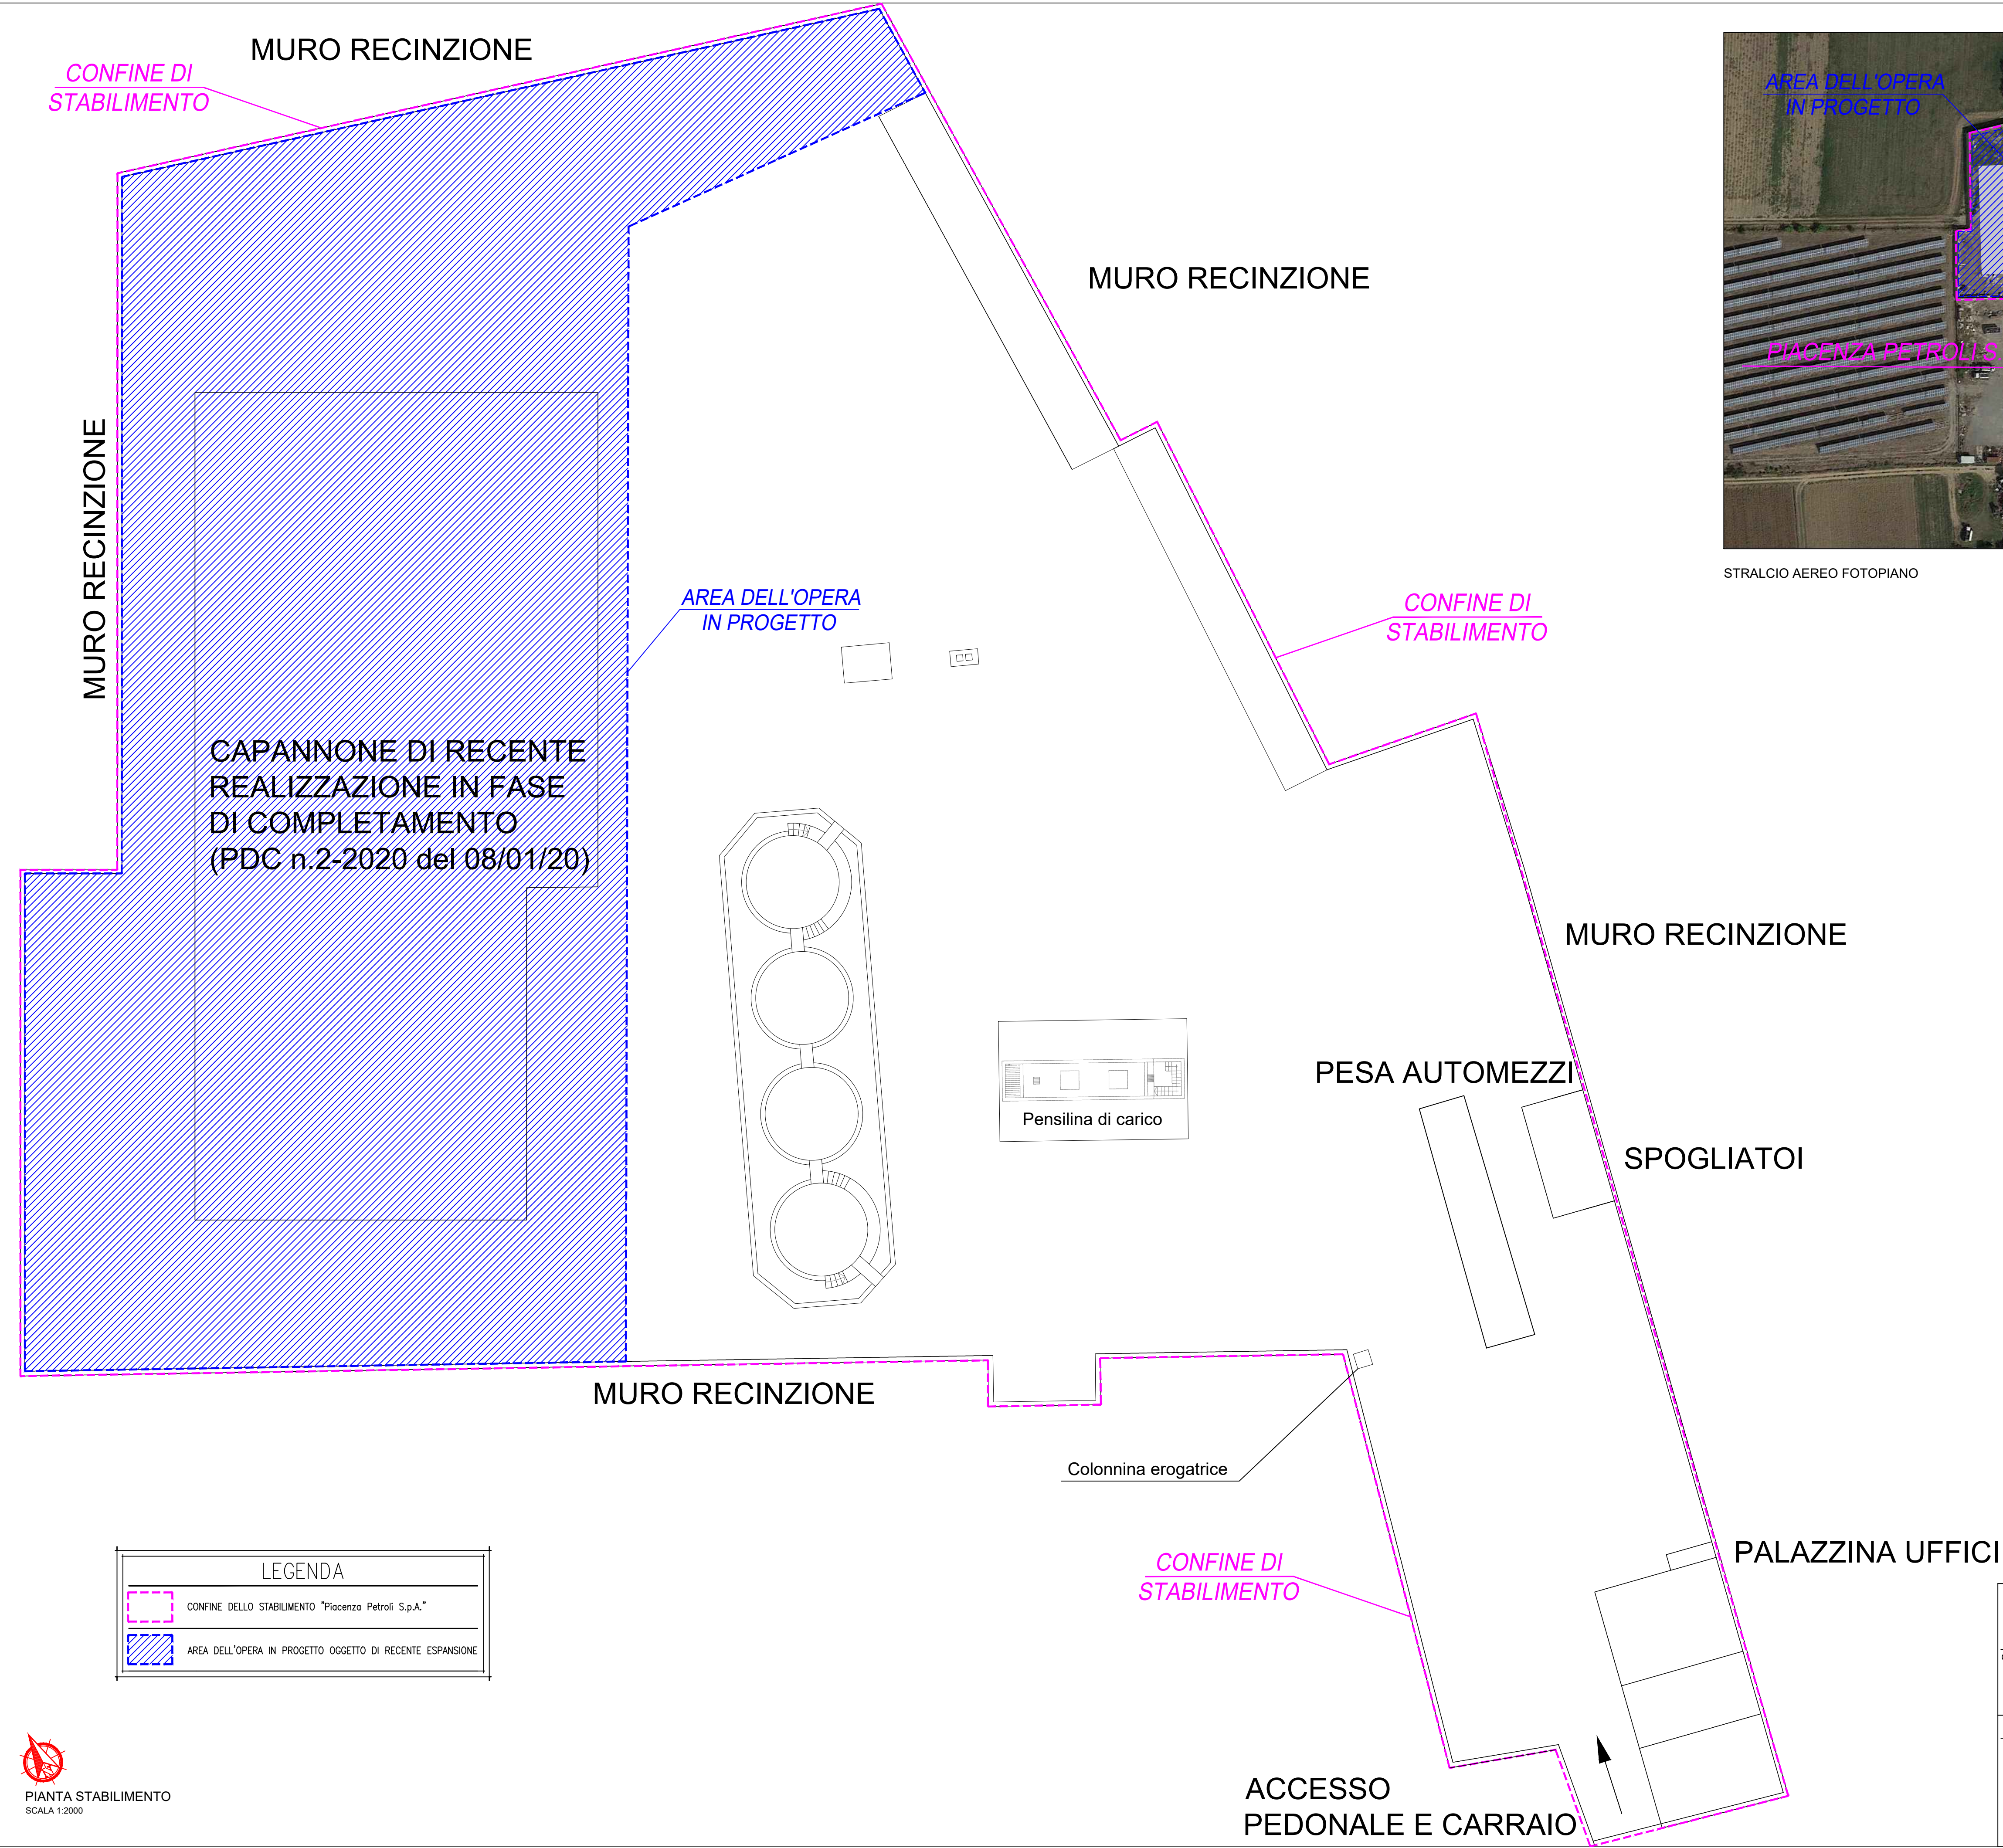 MURO RECINZIONE
CONFINE DI
STABILIMENTO
AREA DELL'OPERA
IN PROGETTO
MURO RECINZIONE
PIACENZA PETROLI S
MURO RECINZIONE
STRALCIO AEREO FOTOPIANO
AREA DELL'OPERA
IN PROGETTO
CONFINE DI
STABILIMENTO
CAPANNONE DI RECENTE
REALIZZAZIONE IN FASE
DI COMPLETAMENTO
(PDC n.2-2020 del 08/01/20)
MURO RECINZIONE
PESA AUTOMEZZI
Pensilina di carico
SPOGLIATOI
MURO RECINZIONE
Colonnina erogatrice
PALAZZINA UFFICI
CONFINE DI
STABILIMENTO
LEGENDA
CONFINE DELLO STABILIMENTO "Piacenza Petroli S.p.A."
AREA DELL'OPERA IN PROGETTO OGGETTO DI RECENTE ESPANSIONE
PIANTA STABILIMENTO
SCALA 1:2000
ACCESSO
PEDONALE E CARRAIO